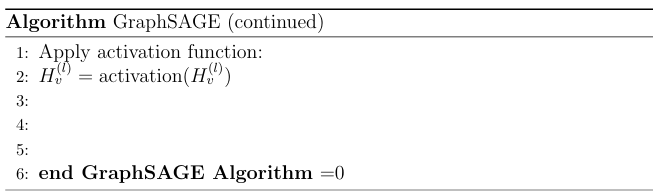 Algorithm GraphSAGE (continued)
1: Apply activation function:
2: $H_v^{(l)} = \text{activation}(H_v^{(l)})$
3:
4:
5:
6: end GraphSAGE Algorithm =0